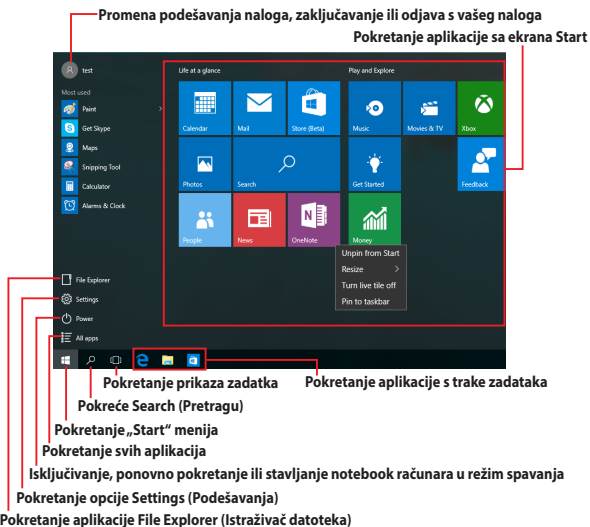 Promena podešavanja naloga, zaključavanje ili odjava s vašeg naloga
Pokretanje aplikacije sa ekrana Start
test
Life at a glance
Play and Explore
Most used
Paint
Get Skype
Maps
Snipping Tool
Calculator
Alarms & Clock
Calendar
Mail
Store (Beta)
Music
Movies & TV
Xbox
Photos
Search
Get Started
Feedback
People
News
OneNote
Money
Unpin from Start
Resize
Turn live tile off
Pin to taskbar
File Explorer
Settings
Power
All apps
Pokretanje prikaza zadatka
Pokretanje aplikacije s trake zadataka
Pokreće Search (Pretragu)
Pokretanje „Start“ menija
Pokretanje svih aplikacija
Isključivanje, ponovno pokretanje ili stavljanje notebook računara u režim spavanja
Pokretanje opcije Settings (Podešavanja)
Pokretanje aplikacije File Explorer (Istraživač datoteka)